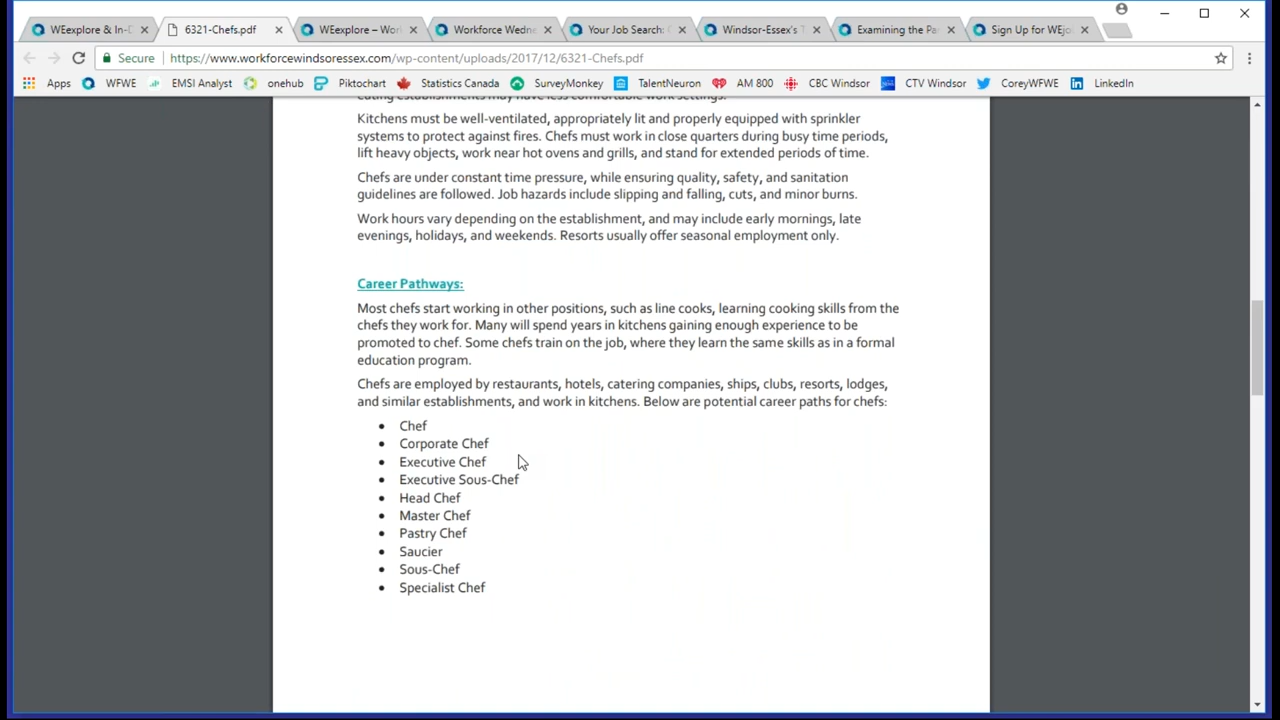 WEexplore & In-D
6321-Chefs.pdf
WEexplore – Wor
Workforce Wedne
Your Job Search:
Windsor-Essex's T
Examining the Pa
Sign Up for WEjo
Secure
https://www.workforcewindsoressex.com/wp-content/uploads/2017/12/6321-Chefs.pdf
Apps WFWE EMSI Analyst onehub Piktochart Statistics Canada SurveyMonkey TalentNeuron AM 800 CBC Windsor CTV Windsor CoreyWFWE LinkedIn
eating establishments may have less comfortable work settings.
Kitchens must be well-ventilated, appropriately lit and properly equipped with sprinkler
systems to protect against fires. Chefs must work in close quarters during busy time periods,
lift heavy objects, work near hot ovens and grills, and stand for extended periods of time.
Chefs are under constant time pressure, while ensuring quality, safety, and sanitation
guidelines are followed. Job hazards include slipping and falling, cuts, and minor burns.
Work hours vary depending on the establishment, and may include early mornings, late
evenings, holidays, and weekends. Resorts usually offer seasonal employment only.
Career Pathways:
Most chefs start working in other positions, such as line cooks, learning cooking skills from the
chefs they work for. Many will spend years in kitchens gaining enough experience to be
promoted to chef. Some chefs train on the job, where they learn the same skills as in a formal
education program.
Chefs are employed by restaurants, hotels, catering companies, ships, clubs, resorts, lodges,
and similar establishments, and work in kitchens. Below are potential career paths for chefs:
• Chef
• Corporate Chef
• Executive Chef
• Executive Sous-Chef
• Head Chef
• Master Chef
• Pastry Chef
• Saucier
• Sous-Chef
• Specialist Chef